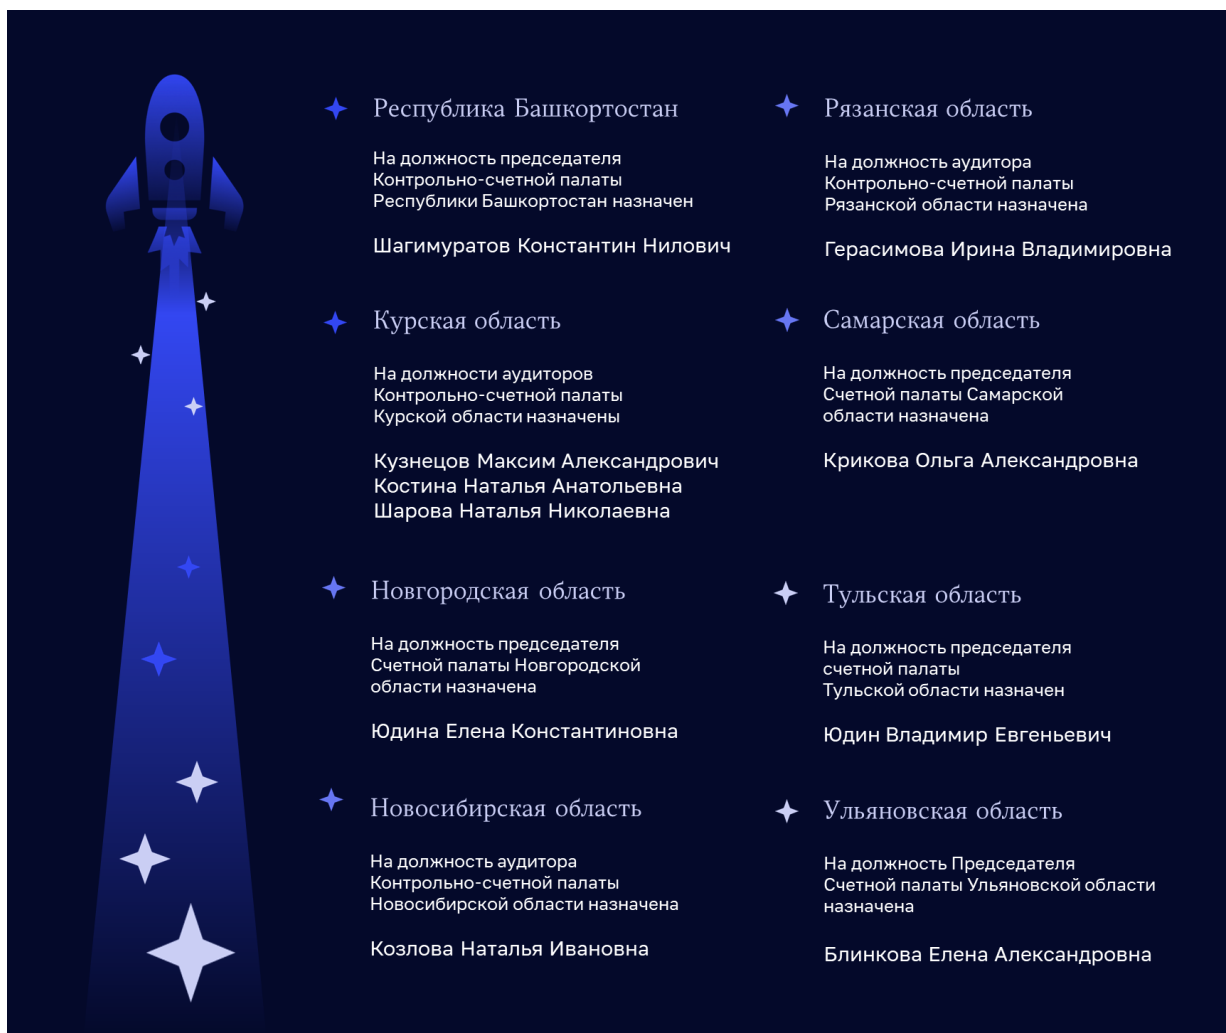 Республика Башкортостан
На должность председателя
Контрольно-счетной палаты
Республики Башкортостан назначен
Шагимуратов Константин Нилович
Курская область
На должности аудиторов
Контрольно-счетной палаты
Курской области назначены
Кузнецов Максим Александрович
Костина Наталья Анатольевна
Шарова Наталья Николаевна
Новгородская область
На должность председателя
Счетной палаты Новгородской
области назначена
Юдина Елена Константиновна
Новосибирская область
На должность аудитора
Контрольно-счетной палаты
Новосибирской области назначена
Козлова Наталья Ивановна
Рязанская область
На должность аудитора
Контрольно-счетной палаты
Рязанской области назначена
Герасимова Ирина Владимировна
Самарская область
На должность председателя
Счетной палаты Самарской
области назначена
Крикова Ольга Александровна
Тульская область
На должность председателя
счетной палаты
Тульской области назначен
Юдин Владимир Евгеньевич
Ульяновская область
На должность Председателя
Счетной палаты Ульяновской области
назначена
Блинкова Елена Александровна